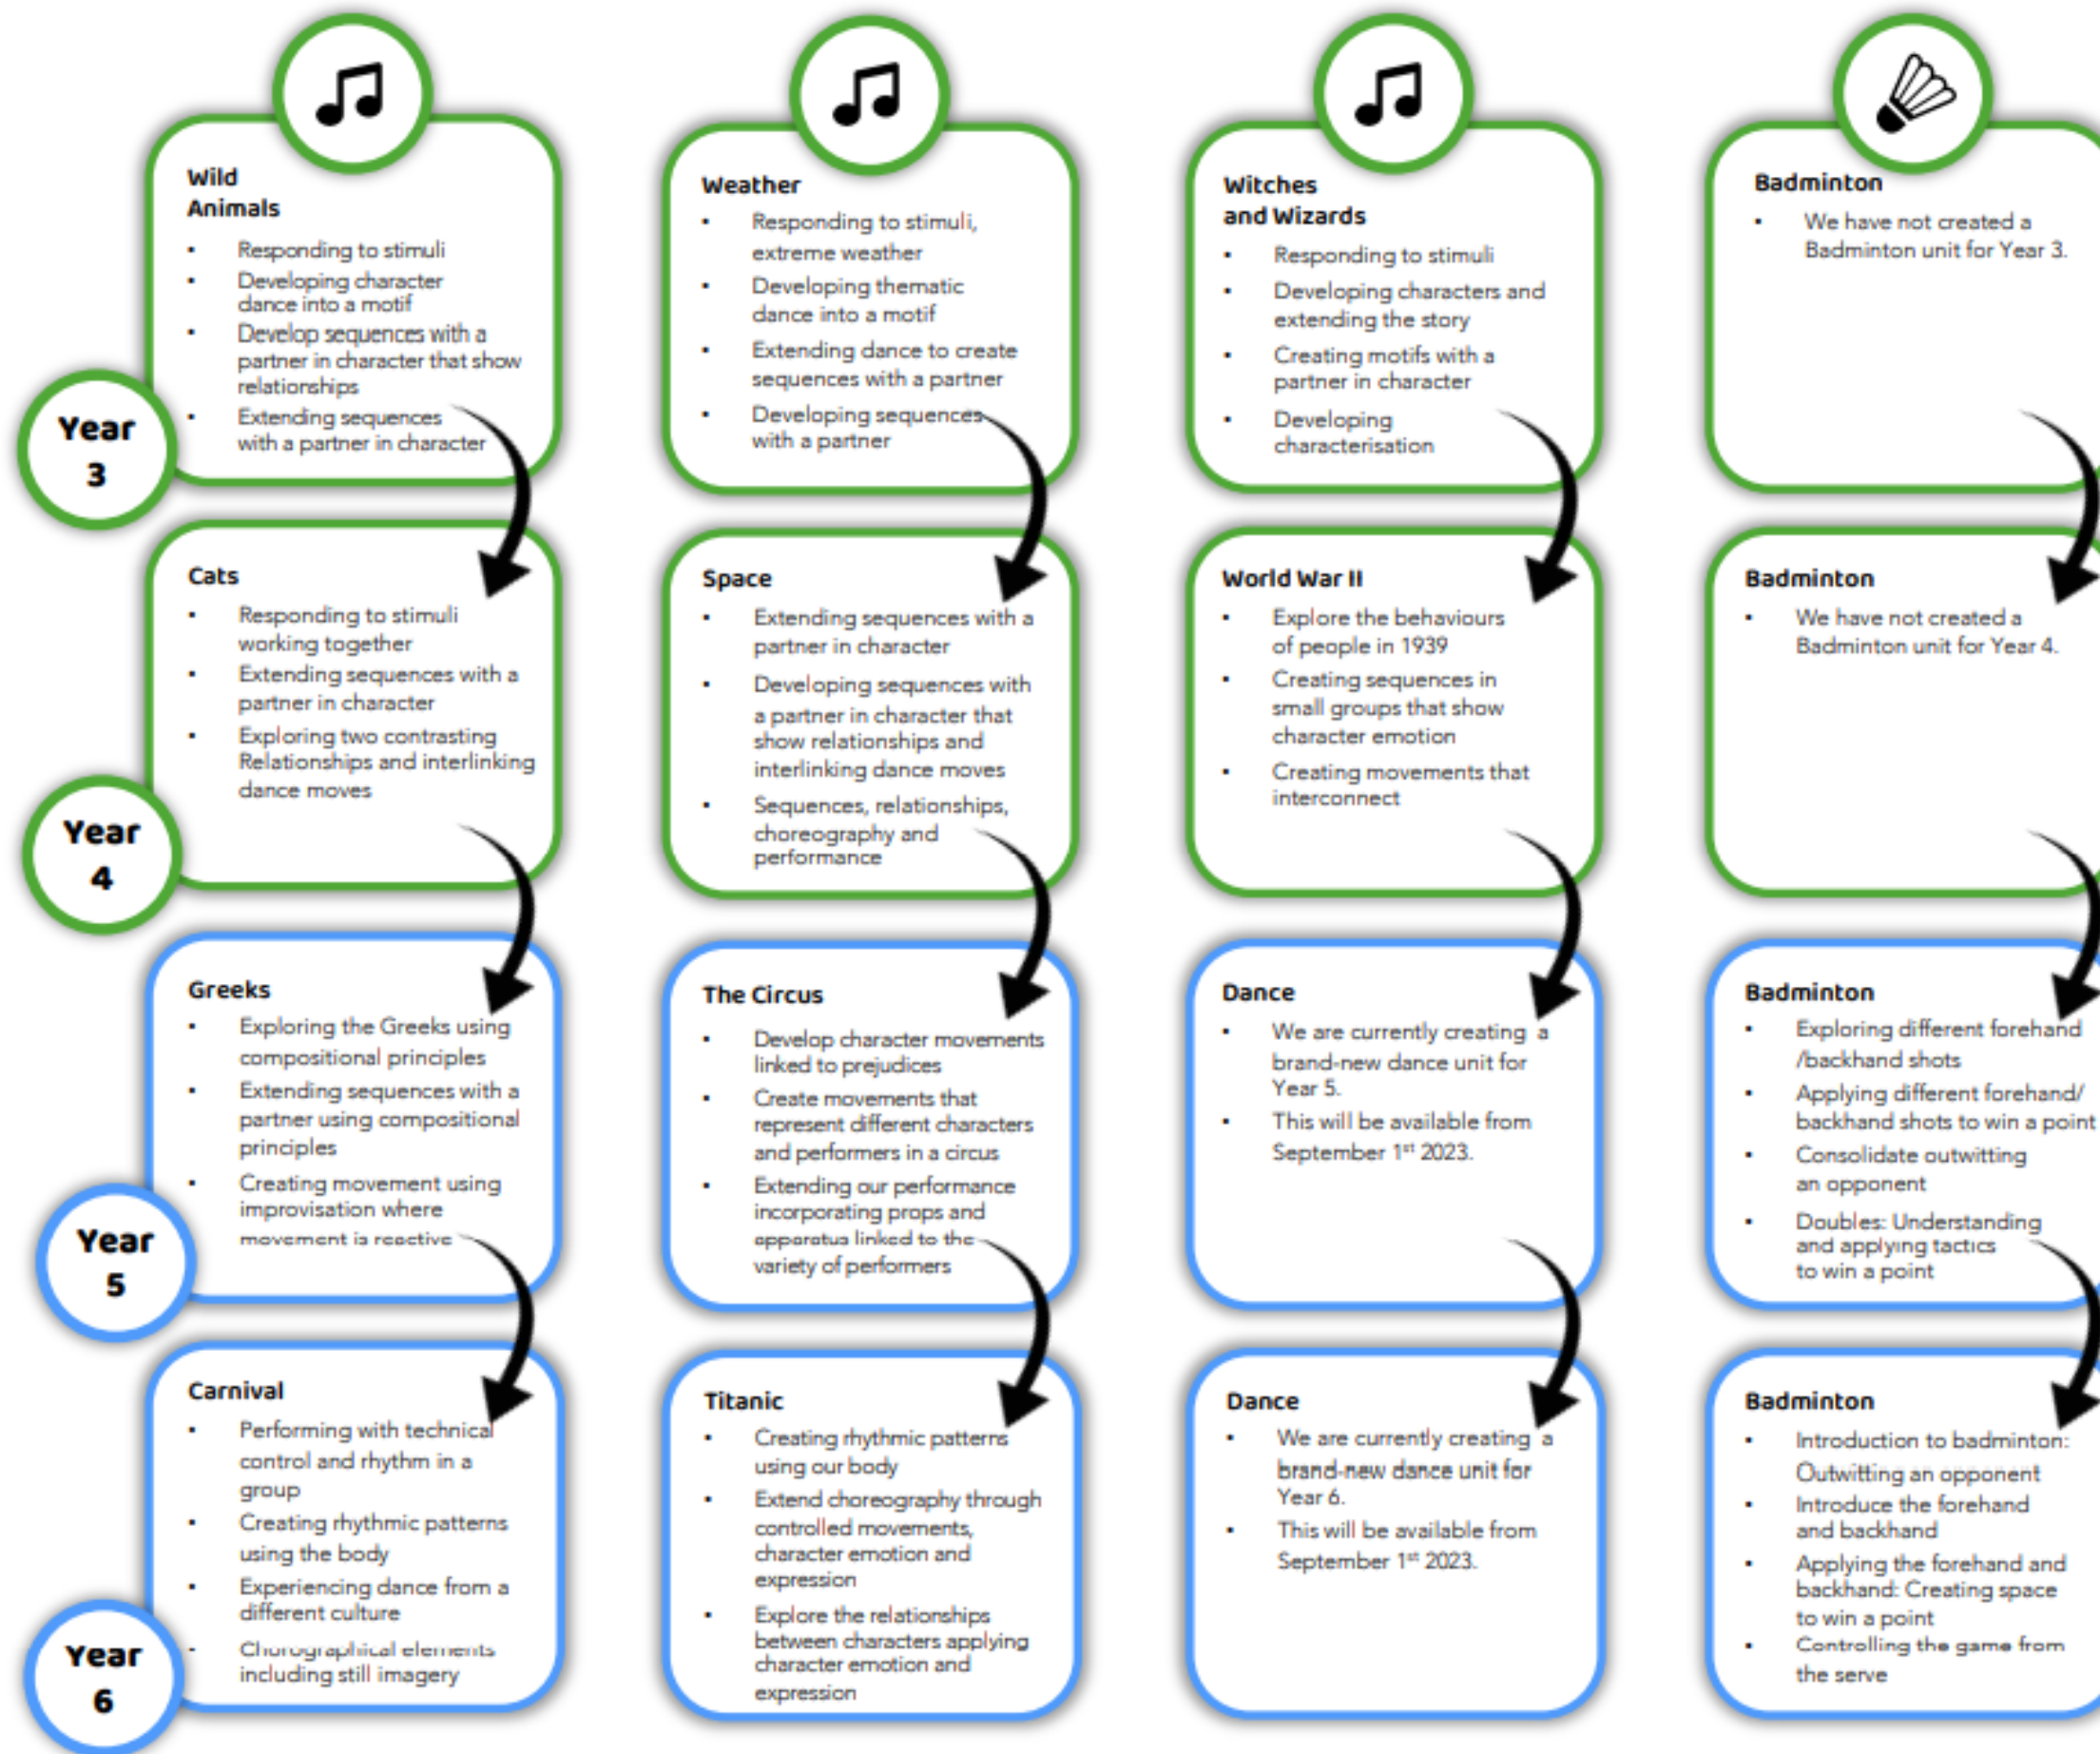 Wild
Animals
▪ Responding to stimuli
▪ Developing character
dance into a motif
▪ Develop sequences with a
partner in character that show
relationships
▪ Extending sequences
with a partner in character
Weather
▪ Responding to stimuli,
extreme weather
▪ Developing thematic
dance into a motif
▪ Extending dance to create
sequences with a partner
▪ Developing sequences
with a partner
Witches
and Wizards
▪ Responding to stimuli
▪ Developing characters and
extending the story
▪ Creating motifs with a
partner in character
▪ Developing
characterisation
Badminton
▪ We have not created a
Badminton unit for Year 3.
Year
3
Cats
▪ Responding to stimuli
working together
▪ Extending sequences with a
partner in character
▪ Exploring two contrasting
Relationships and interlinking
dance moves
Space
▪ Extending sequences with a
partner in character
▪ Developing sequences with
a partner in character that
show relationships and
interlinking dance moves
▪ Sequences, relationships,
choreography and
performance
World War II
▪ Explore the behaviours
of people in 1939
▪ Creating sequences in
small groups that show
character emotion
▪ Creating movements that
interconnect
Badminton
▪ We have not created a
Badminton unit for Year 4.
Year
4
Greeks
▪ Exploring the Greeks using
compositional principles
▪ Extending sequences with a
partner using compositional
principles
▪ Creating movement using
improvisation where
movement is reactive
The Circus
▪ Develop character movements
linked to prejudices
▪ Create movements that
represent different characters
and performers in a circus
▪ Extending our performance
incorporating props and
apparatus linked to the
variety of performers
Dance
▪ We are currently creating a
brand-new dance unit for
Year 5.
▪ This will be available from
September 1st 2023.
Badminton
▪ Exploring different forehand
/backhand shots
▪ Applying different forehand/
backhand shots to win a point
▪ Consolidate outwitting
an opponent
▪ Doubles: Understanding
and applying tactics
to win a point
Year
5
Carnival
▪ Performing with technical
control and rhythm in a
group
▪ Creating rhythmic patterns
using the body
▪ Experiencing dance from a
different culture
▪ Chorographical elements
including still imagery
Titanic
▪ Creating rhythmic patterns
using our body
▪ Extend choreography through
controlled movements,
character emotion and
expression
▪ Explore the relationships
between characters applying
character emotion and
expression
Dance
▪ We are currently creating a
brand-new dance unit for
Year 6.
▪ This will be available from
September 1st 2023.
Badminton
▪ Introduction to badminton:
Outwitting an opponent
▪ Introduce the forehand
and backhand
▪ Applying the forehand and
backhand: Creating space
to win a point
▪ Controlling the game from
the serve
Year
6